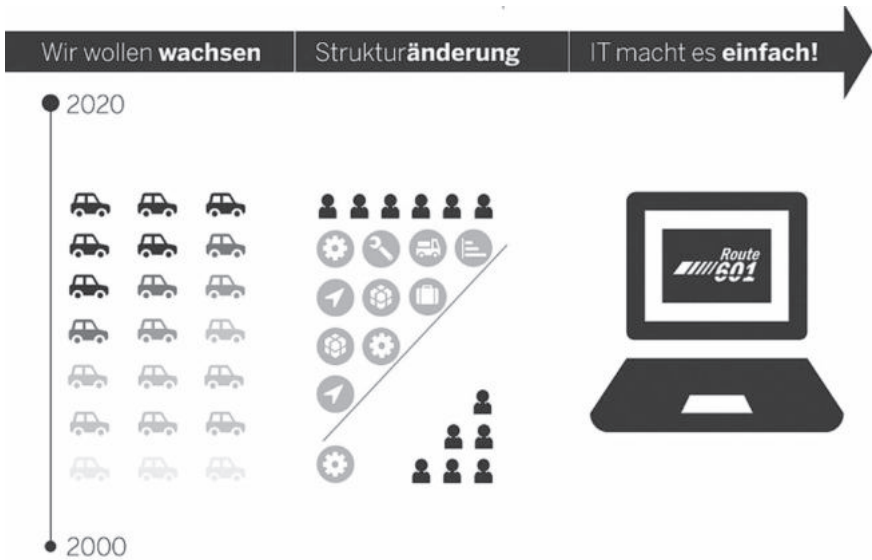 Wir wollen wachsen
Strukturänderung
IT macht es einfach!
2020
Route
601
2000